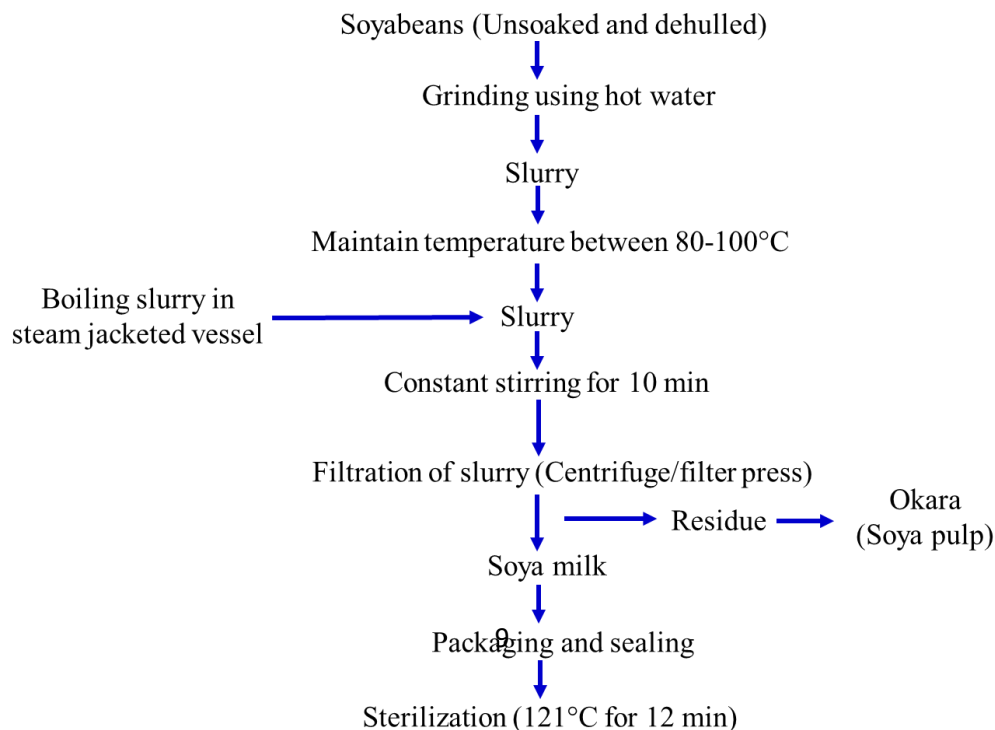 Soyabeans (Unsoaked and dehulled)
Grinding using hot water
Slurry
Maintain temperature between 80-100°C
Boiling slurry in
steam jacketed vessel
Slurry
Constant stirring for 10 min
Filtration of slurry (Centrifuge/filter press)
Residue
Okara
(Soya pulp)
Soya milk
9
Packaging and sealing
Sterilization (121°C for 12 min)